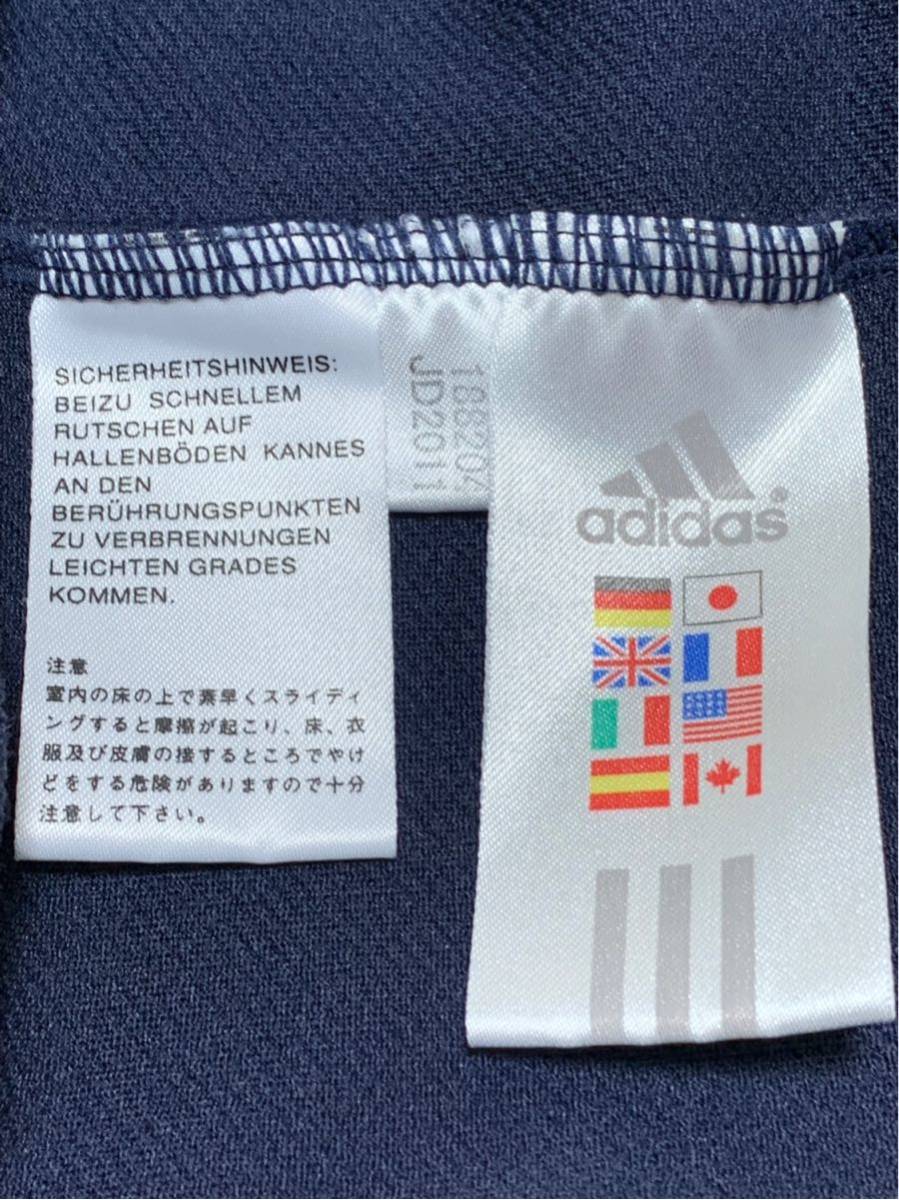 SICHERHEITSHINWEIS:
BEIZU SCHNELLEM
RUTSCHEN AUF
HALLENBÖDEN KANNES
AN DEN
BERÜHRUNGSPUNKTEN
ZU VERBRENNUNGEN
LEICHTEN GRADES
KOMMEN.
注意
室内の床の上で素早くスライディ
ングすると摩擦が起こり、床、衣
服及び皮膚の接するところでやけ
どをする危険がありますので十分
注意して下さい。
188204
JD2011
adidas®